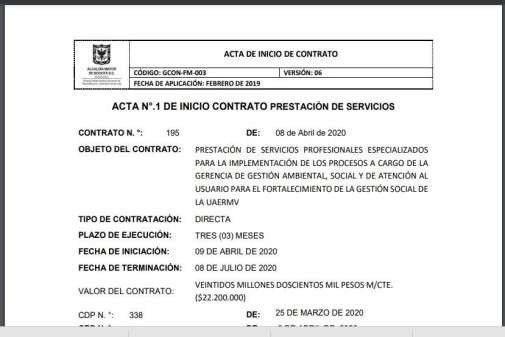 ACTA DE INICIO DE CONTRATO
ALCALDÍA MAYOR
DE BOGOTÁ D.C.
CÓDIGO: GCON-FM-003 VERSIÓN: 06
FECHA DE APLICACIÓN: FEBRERO DE 2019
ACTA N°.1 DE INICIO CONTRATO PRESTACIÓN DE SERVICIOS
CONTRATO N. °: 195 DE: 08 de Abril de 2020
OBJETO DEL CONTRATO: PRESTACIÓN DE SERVICIOS PROFESIONALES ESPECIALIZADOS
PARA LA IMPLEMENTACIÓN DE LOS PROCESOS A CARGO DE LA
GERENCIA DE GESTIÓN AMBIENTAL, SOCIAL Y DE ATENCIÓN AL
USUARIO PARA EL FORTALECIMIENTO DE LA GESTIÓN SOCIAL DE
LA UAERMV
TIPO DE CONTRATACIÓN: DIRECTA
PLAZO DE EJECUCIÓN: TRES (03) MESES
FECHA DE INICIACIÓN: 09 DE ABRIL DE 2020
FECHA DE TERMINACIÓN: 08 DE JULIO DE 2020
VALOR DEL CONTRATO: VEINTIDOS MILLONES DOSCIENTOS MIL PESOS M/CTE.
($22.200.000)
CDP N. °: 338 DE: 25 DE MARZO DE 2020